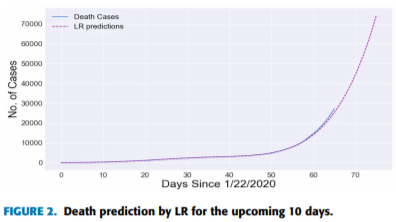 Death Cases
LR predictions
70000
60000
50000
40000
30000
20000
10000
0
No. of Cases
0 10 20 30 40 50 60 70
Days Since 1/22/2020
FIGURE 2. Death prediction by LR for the upcoming 10 days.